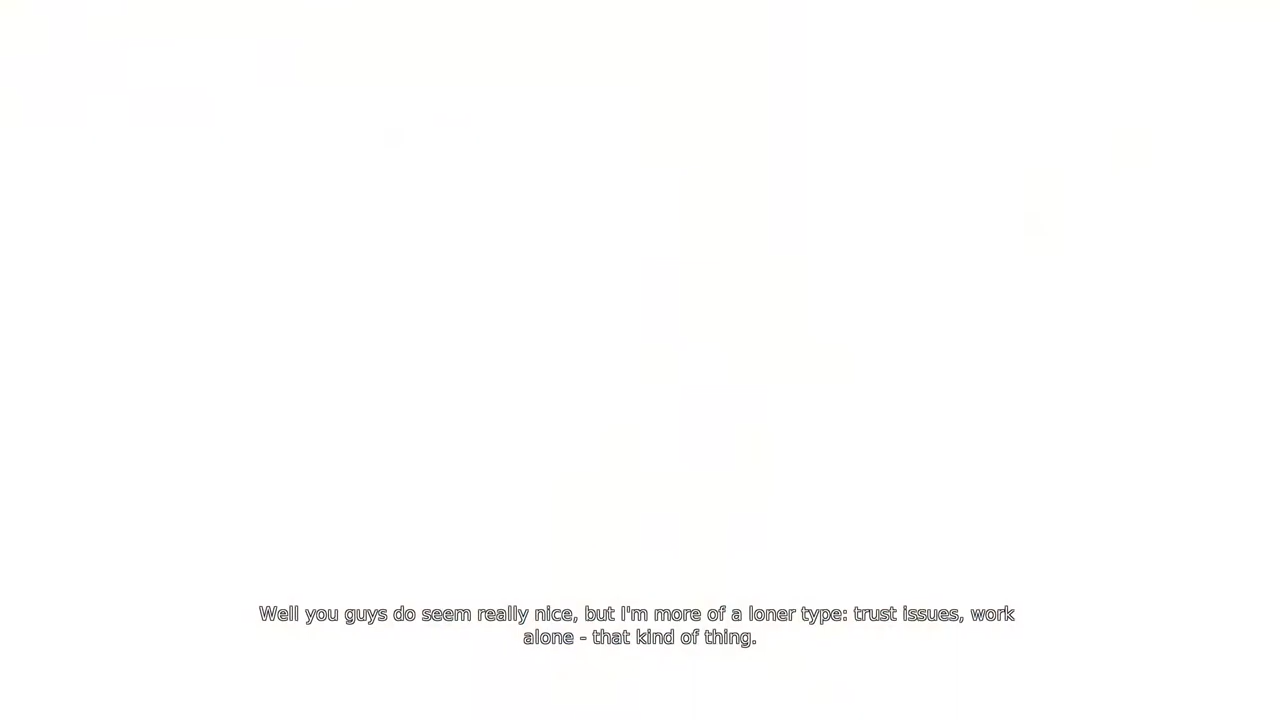 Well you guys do seem really nice, but I'm more of a loner type: trust issues, work
alone - that kind of thing.